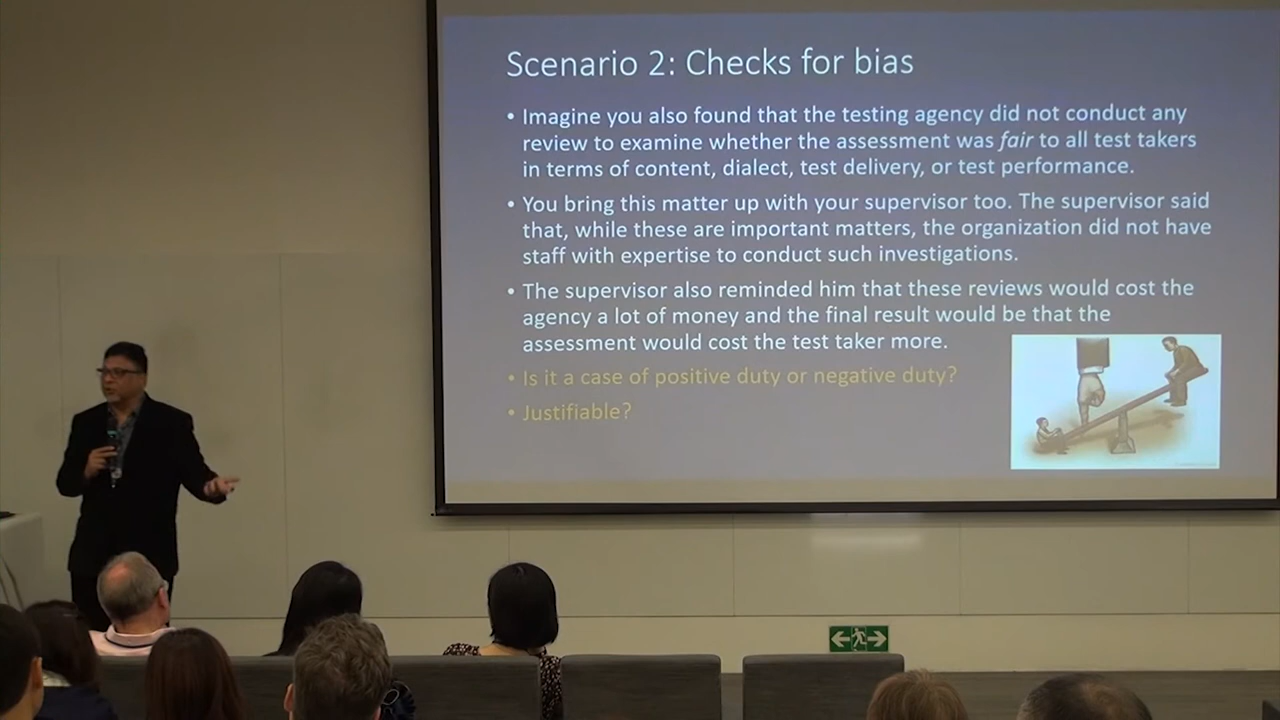 Scenario 2: Checks for bias
• Imagine you also found that the testing agency did not conduct any
review to examine whether the assessment was fair to all test takers
in terms of content, dialect, test delivery, or test performance.
• You bring this matter up with your supervisor too. The supervisor said
that, while these are important matters, the organization did not have
staff with expertise to conduct such investigations.
• The supervisor also reminded him that these reviews would cost the
agency a lot of money and the final result would be that the
assessment would cost the test taker more.
• Is it a case of positive duty or negative duty?
• Justifiable?